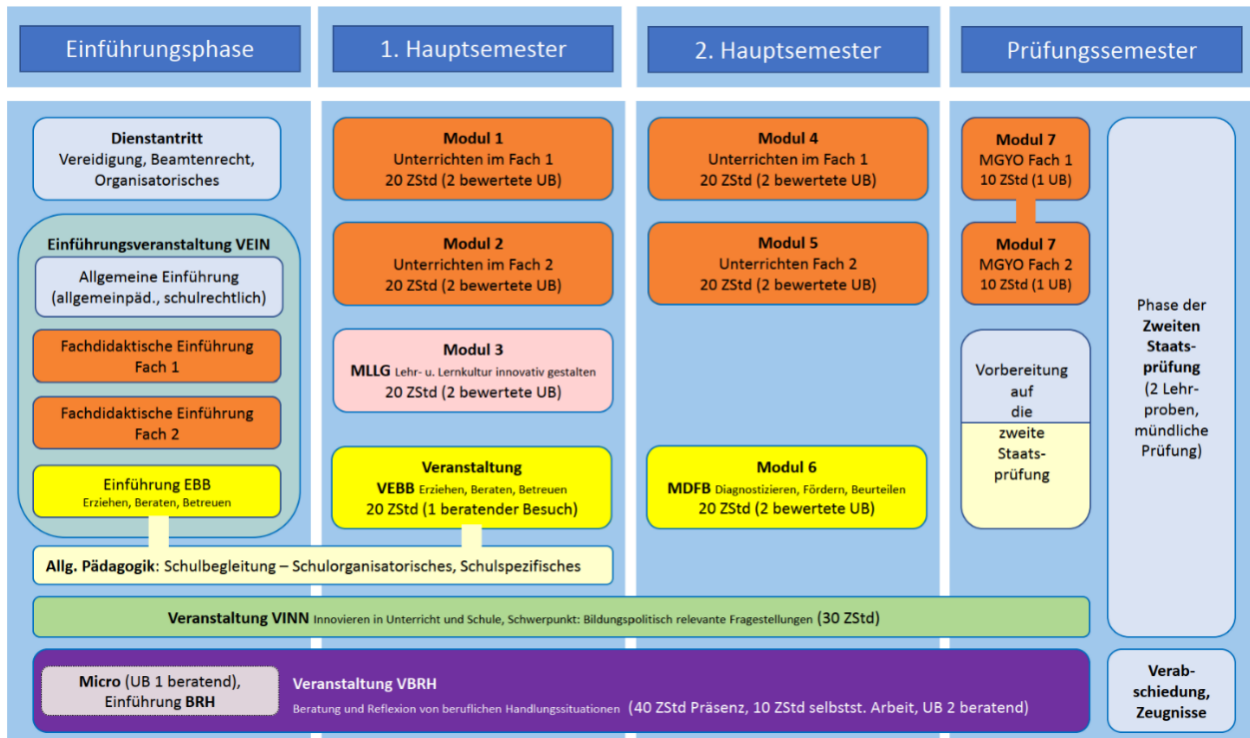 Einführungsphase
1. Hauptsemester
2. Hauptsemester
Prüfungssemester
Dienstantritt
Vereidigung, Beamtenrecht,
Organisatorisches
Einführungsveranstaltung VEIN
Allgemeine Einführung
(allgemeinpäd., schulrechtlich)
Fachdidaktische Einführung
Fach 1
Fachdidaktische Einführung
Fach 2
Einführung EBB
Erziehen, Beraten, Betreuen
Modul 1
Unterrichten im Fach 1
20 ZStd (2 bewertete UB)
Modul 2
Unterrichten im Fach 2
20 ZStd (2 bewertete UB)
Modul 3
MLLG Lehr- u. Lernkultur innovativ gestalten
20 ZStd (2 bewertete UB)
Veranstaltung
VEBB Erziehen, Beraten, Betreuen
20 ZStd (1 beratender Besuch)
Modul 4
Unterrichten im Fach 1
20 ZStd (2 bewertete UB)
Modul 5
Unterrichten Fach 2
20 ZStd (2 bewertete UB)
Modul 6
MDFB Diagnostizieren, Fördern, Beurteilen
20 ZStd (2 bewertete UB)
Modul 7
MGYO Fach 1
10 ZStd (1 UB)
Modul 7
MGYO Fach 2
10 ZStd (1 UB)
Vorbereitung
auf
die
zweite
Staats-
prüfung
Phase der
Zweiten
Staats-
prüfung
(2 Lehr-
proben,
mündliche
Prüfung)
Allg. Pädagogik: Schulbegleitung – Schulorganisatorisches, Schulspezifisches
Veranstaltung VINN Innovieren in Unterricht und Schule, Schwerpunkt: Bildungspolitisch relevante Fragestellungen (30 ZStd)
Micro (UB 1 beratend),
Einführung BRH
Veranstaltung VBRH
Beratung und Reflexion von beruflichen Handlungssituationen (40 ZStd Präsenz, 10 ZStd selbstst. Arbeit, UB 2 beratend)
Verab-
schiedung,
Zeugnisse